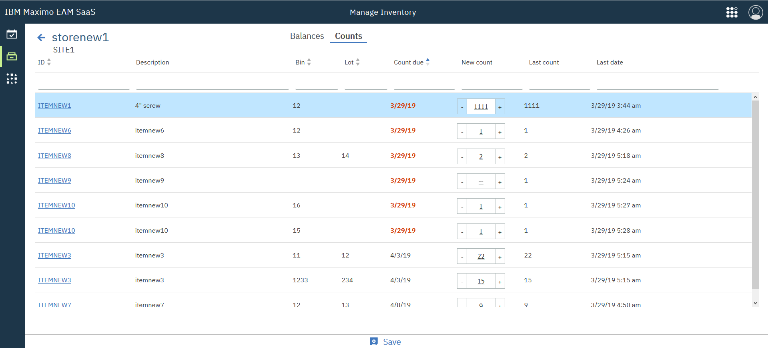 IBM Maximo EAM SaaS
Manage Inventory
storenew1
SITE1
Balances Counts
ID Description Bin Lot Count due New count Last count Last date
ITEMNEW1 4" screw 12 3/29/19 - 1111 + 1111 3/29/19 3:44 am
ITEMNEW6 itemnew6 12 3/29/19 - 1 + 1 3/29/19 4:26 am
ITEMNEW8 itemnew8 13 14 3/29/19 - 2 + 2 3/29/19 5:18 am
ITEMNEW9 itemnew9 3/29/19 - + 1 3/29/19 5:24 am
ITEMNEW10 itemnew10 16 3/29/19 - 1 + 1 3/29/19 5:27 am
ITEMNEW10 itemnew10 15 3/29/19 - 1 + 1 3/29/19 5:28 am
ITEMNEW3 itemnew3 11 12 4/3/19 - 22 + 22 3/29/19 5:15 am
ITEMNEW3 itemnew3 1233 234 4/3/19 - 15 + 15 3/29/19 5:15 am
ITEMNEW7 itemnew7 12 13 4/8/19 - 9 + 9 3/29/19 4:50 am
Save